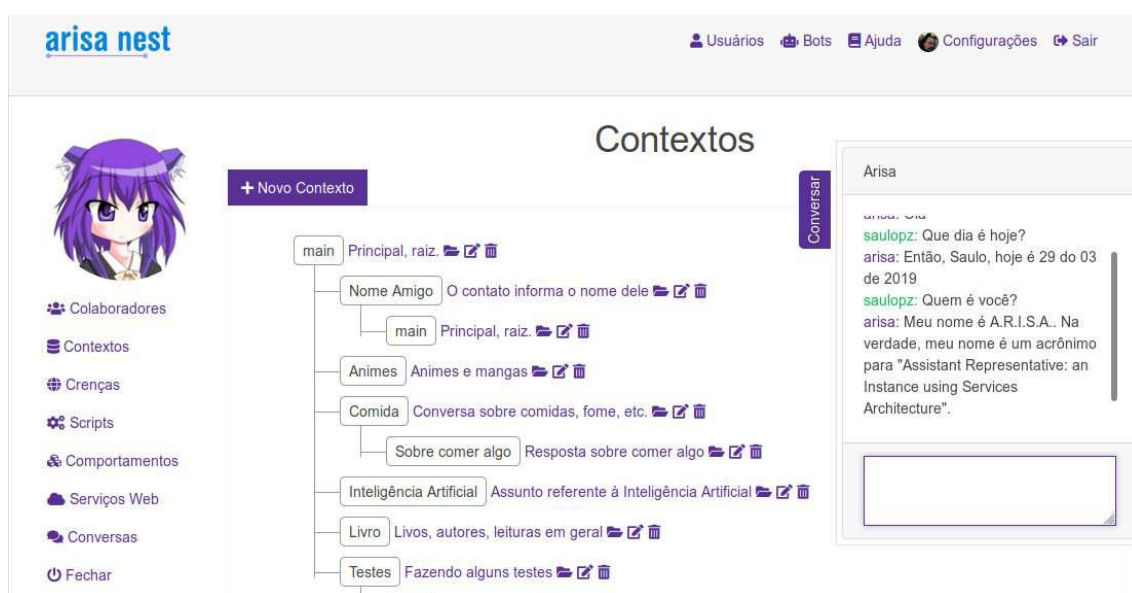 arisa nest
Usuários Bots Ajuda Configurações Sair
Contextos
+ Novo Contexto
Colaboradores
Contextos
Crenças
Scripts
Comportamentos
Serviços Web
Conversas
Fechar
main Principal, raiz.
Nome Amigo O contato informa o nome dele
main Principal, raiz.
Animes Animes e mangas
Comida Conversa sobre comidas, fome, etc.
Sobre comer algo Resposta sobre comer algo
Inteligência Artificial Assunto referente à Inteligência Artificial
Livro Livos, autores, leituras em geral
Testes Fazendo alguns testes
Conversar
Arisa
saulopz: Que dia é hoje?
arisa: Então, Saulo, hoje é 29 do 03
de 2019
saulopz: Quem é você?
arisa: Meu nome é A.R.I.S.A.. Na
verdade, meu nome é um acrônimo
para "Assistant Representative: an
Instance using Services
Architecture".